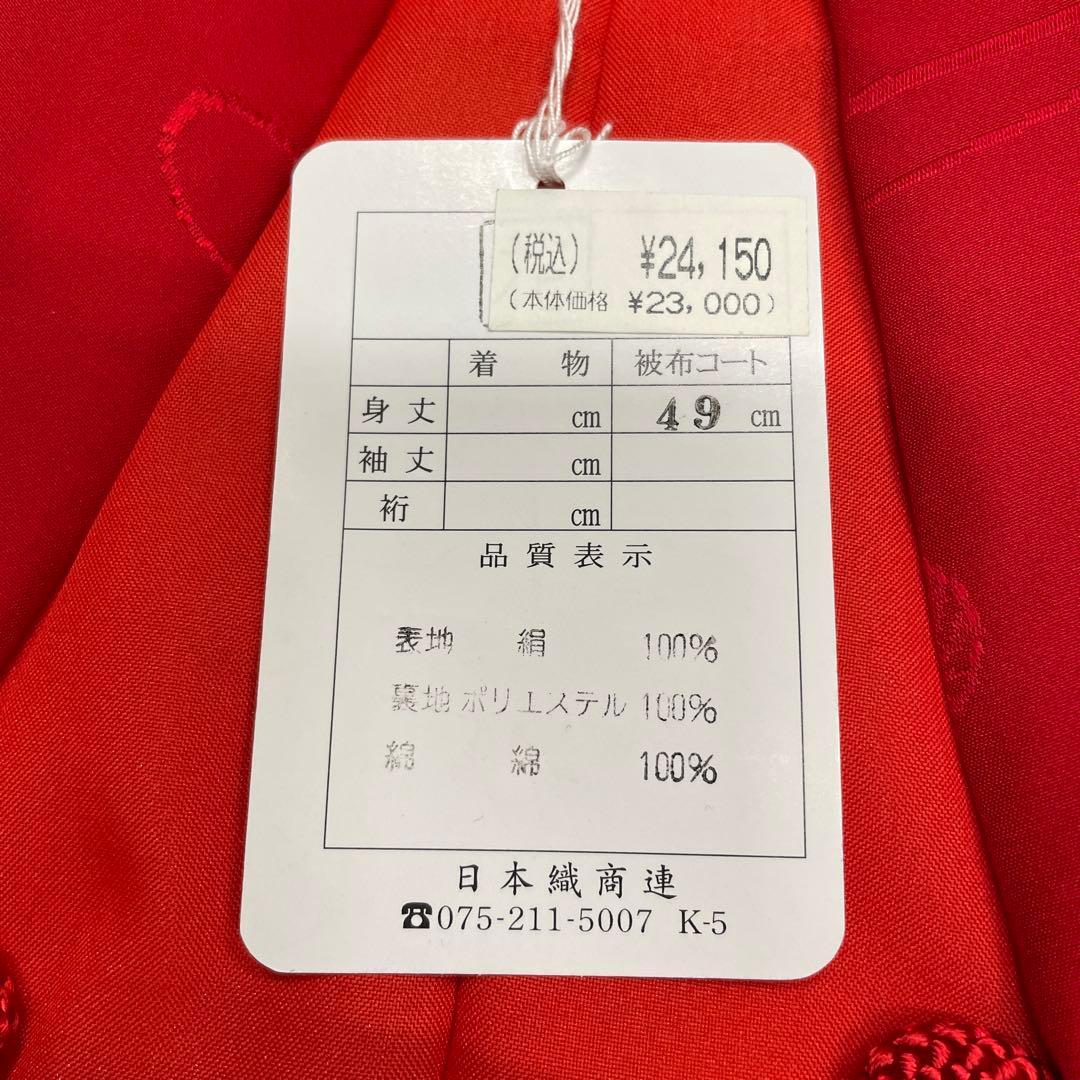 (税込) ¥24,150
(本体価格 ¥23,000)
着 物 被布コート
身丈 cm 49 cm
袖丈 cm
裄 cm
品質表示
表地 絹 100%
裏地 ポリエステル 100%
綿 綿 100%
日本織商連
☎075-211-5007 K-5